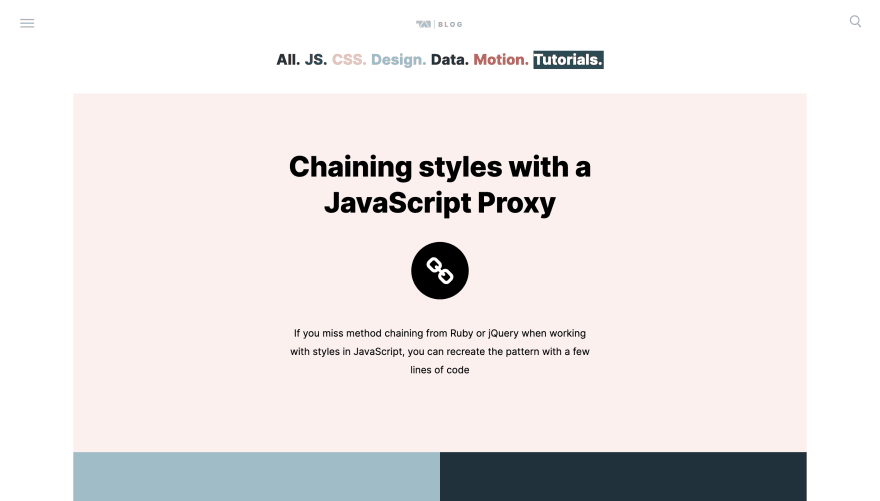 TAI | BLOG
All. JS. CSS. Design. Data. Motion. Tutorials.
Chaining styles with a
JavaScript Proxy
If you miss method chaining from Ruby or jQuery when working
with styles in JavaScript, you can recreate the pattern with a few
lines of code